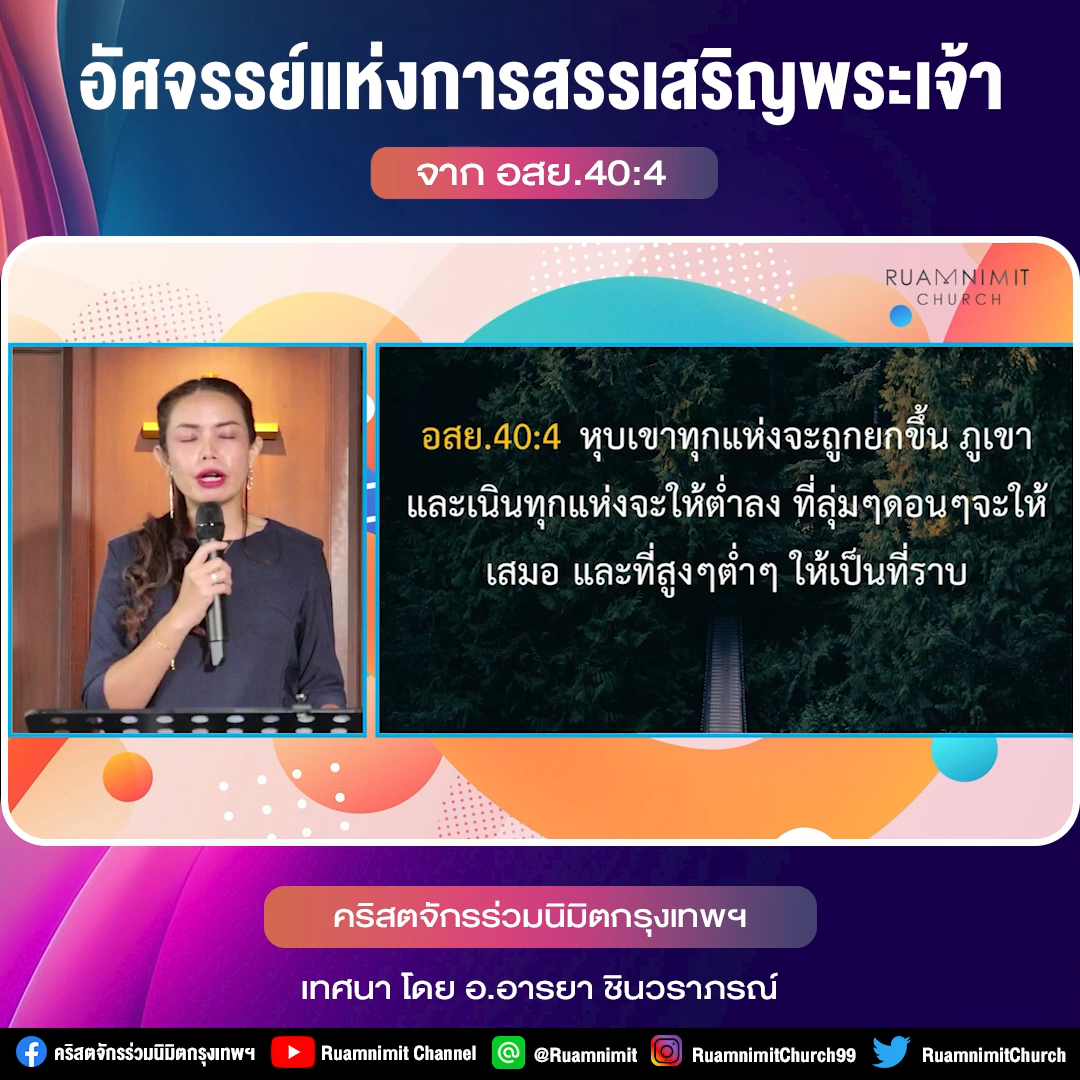 อัศจรรย์แห่งการสรรเสริญพระเจ้า
จาก อสย.40:4
RUAMNIMIT
CHURCH
อสย.40:4 หุบเขาทุกแห่งจะถูกยกขึ้น ภูเขา
และเนินทุกแห่งจะให้ต่ำลง ที่ลุ่มๆดอนๆจะให้
เสมอ และที่สูงๆต่ำๆ ให้เป็นที่ราบ
คริสตจักรร่วมนิมิตกรุงเทพฯ
เทศนา โดย อ.อารยา ชินวราภรณ์
คริสตจักรร่วมนิมิตกรุงเทพฯ Ruamnimit Channel @Ruamnimit RuamnimitChurch99 RuamnimitChurch